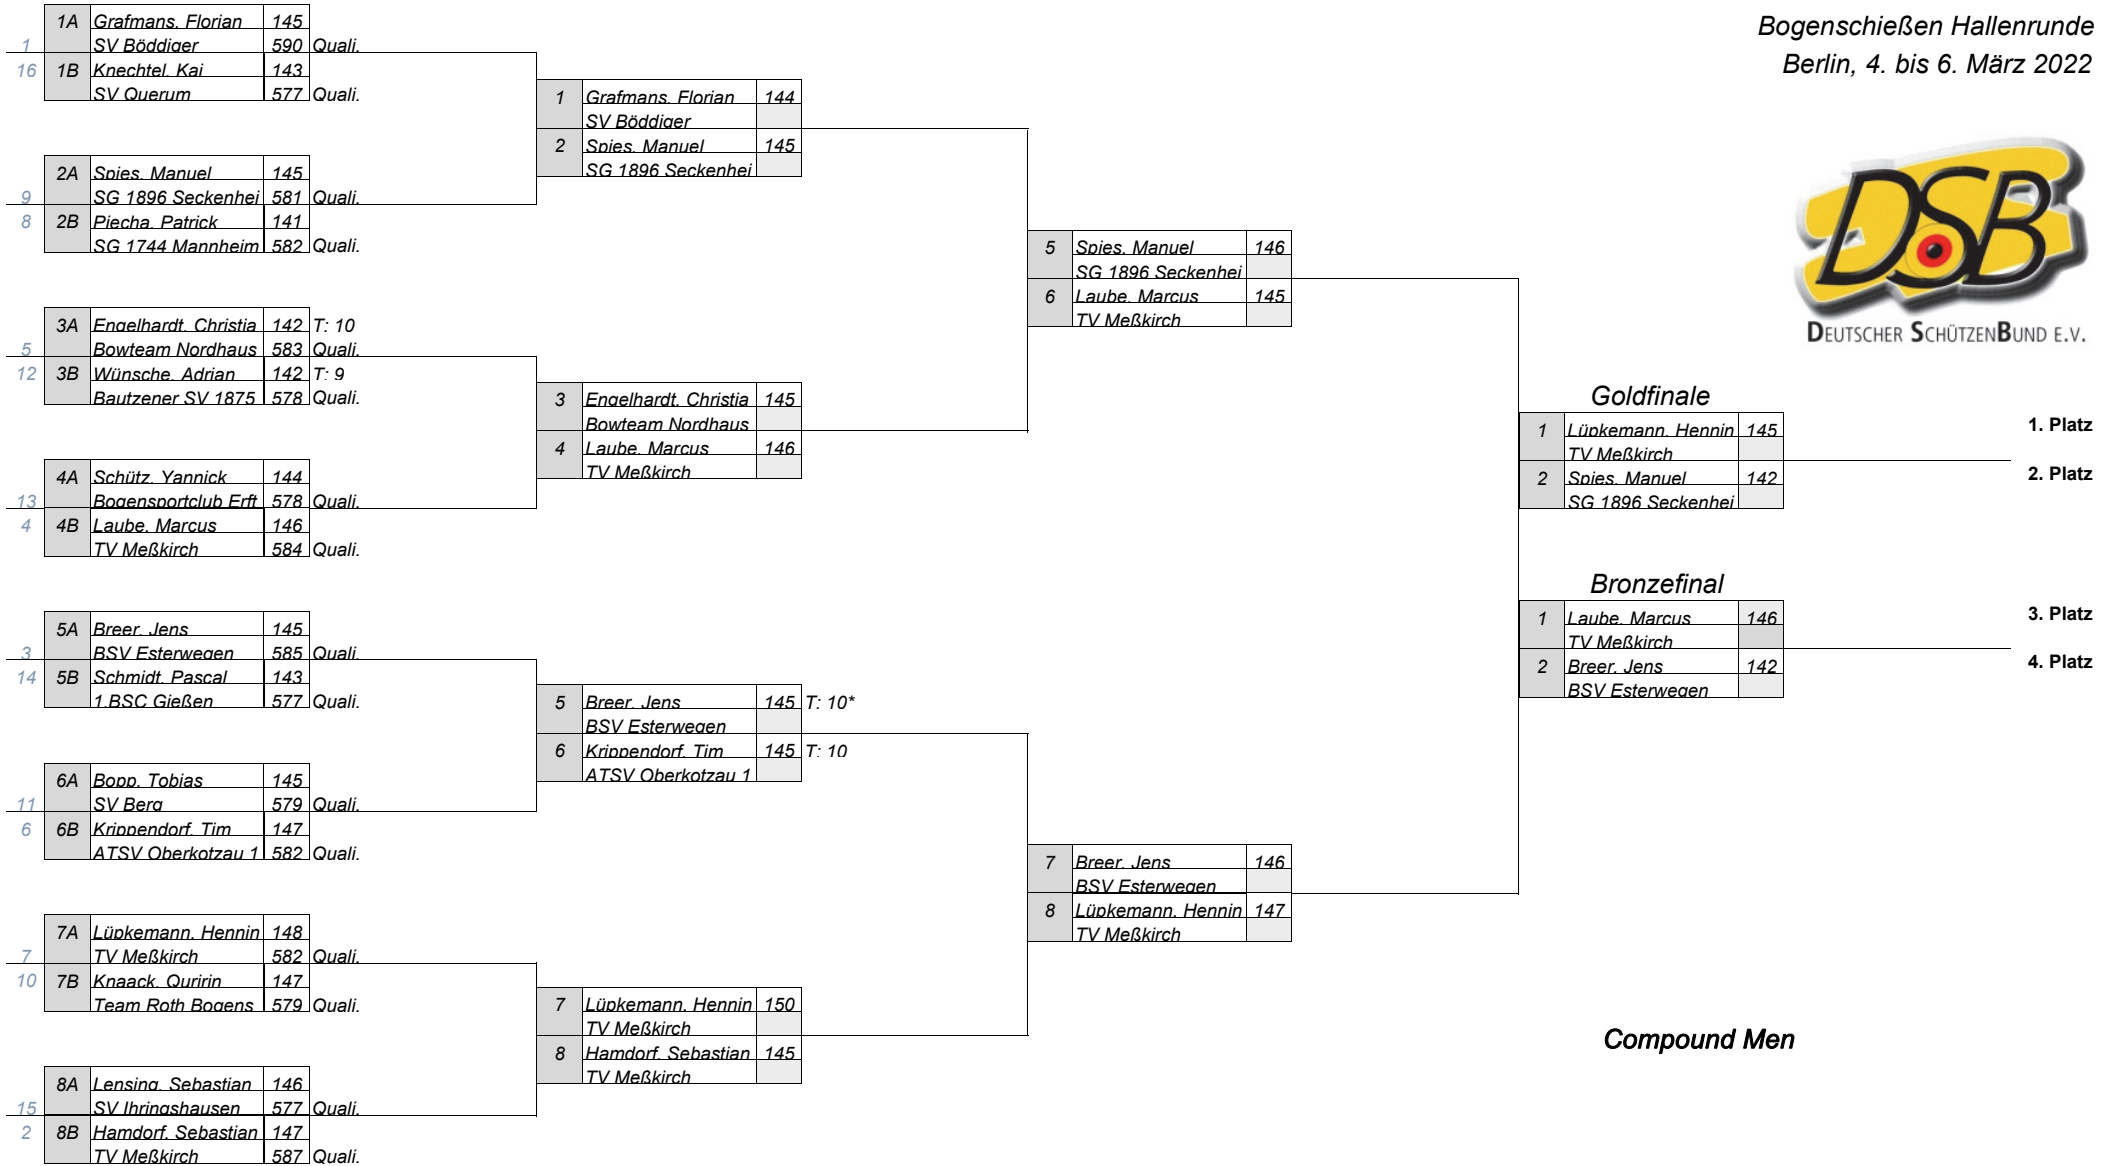 Bogenschießen Hallenrunde
Berlin, 4. bis 6. März 2022
DSB
DEUTSCHER SCHÜTZENBUND E.V.
1A Grafmans, Florian 145
1 SV Böddiger 590 Quali.
16 1B Knechtel, Kai 143
SV Querum 577 Quali.
2A Spies, Manuel 145
9 SG 1896 Seckenhei 581 Quali.
8 2B Piecha, Patrick 141
SG 1744 Mannheim 582 Quali.
3A Engelhardt, Christia 142 T: 10
5 Bowteam Nordhaus 583 Quali.
12 3B Wünsche, Adrian 142 T: 9
Bautzener SV 1875 578 Quali.
4A Schütz, Yannick 144
13 Bogensportclub Erft 578 Quali.
4 4B Laube, Marcus 146
TV Meßkirch 584 Quali.
5A Breer, Jens 145
3 BSV Esterwegen 585 Quali.
14 5B Schmidt, Pascal 143
1.BSC Gießen 577 Quali.
6A Bopp, Tobias 145
11 SV Berg 579 Quali.
6 6B Krippendorf, Tim 147
ATSV Oberkotzau 1 582 Quali.
7A Lüpkemann, Hennin 148
7 TV Meßkirch 582 Quali.
10 7B Knaack, Quririn 147
Team Roth Bogens 579 Quali.
8A Lensing, Sebastian 146
15 SV Ihringshausen 577 Quali.
2 8B Hamdorf, Sebastian 147
TV Meßkirch 587 Quali.
1 Grafmans, Florian 144
SV Böddiger
2 Spies, Manuel 145
SG 1896 Seckenhei
3 Engelhardt, Christia 145
Bowteam Nordhaus
4 Laube, Marcus 146
TV Meßkirch
5 Breer, Jens 145 T: 10*
BSV Esterwegen
6 Krippendorf, Tim 145 T: 10
ATSV Oberkotzau 1
7 Lüpkemann, Hennin 150
TV Meßkirch
8 Hamdorf, Sebastian 145
TV Meßkirch
5 Spies, Manuel 146
SG 1896 Seckenhei
6 Laube, Marcus 145
TV Meßkirch
7 Breer, Jens 146
BSV Esterwegen
8 Lüpkemann, Hennin 147
TV Meßkirch
Goldfinale
1 Lüpkemann, Hennin 145 1. Platz
TV Meßkirch
2 Spies, Manuel 142 2. Platz
SG 1896 Seckenhei
Bronzefinal
1 Laube, Marcus 146 3. Platz
TV Meßkirch
2 Breer, Jens 142 4. Platz
BSV Esterwegen
Compound Men